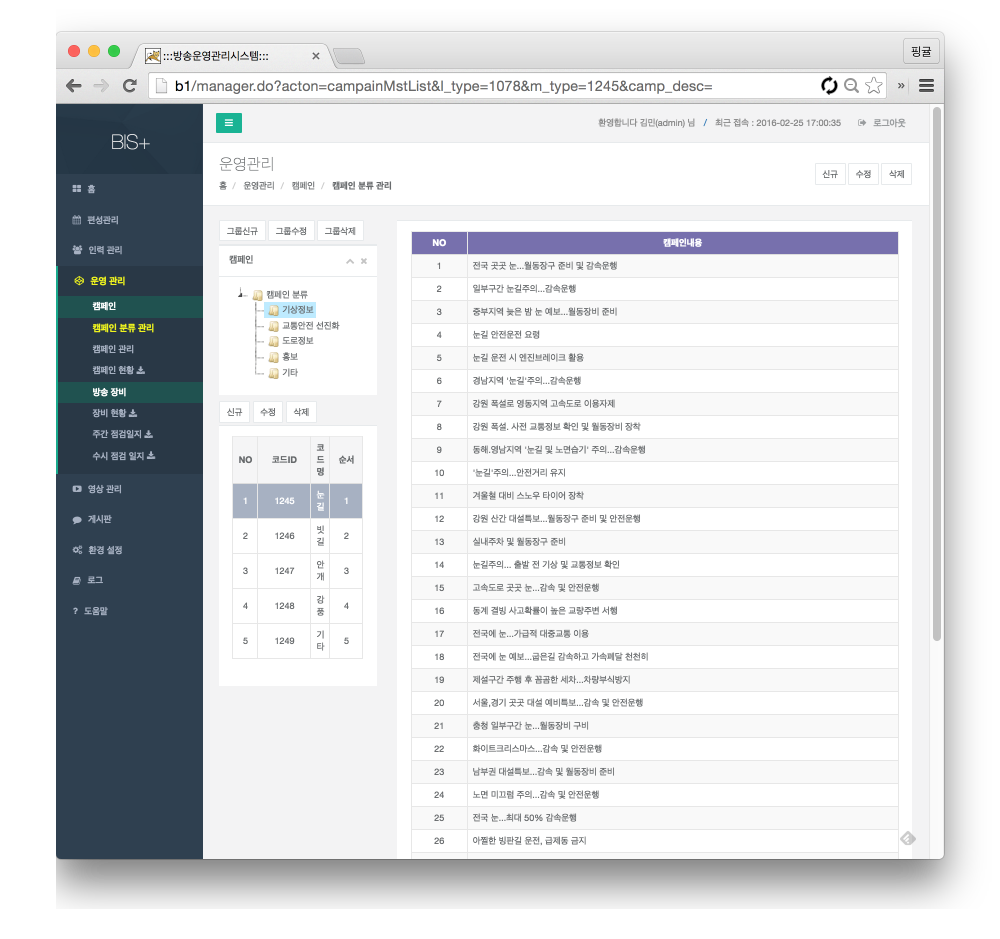 :::방송운영관리시스템:::
핑귤
b1/manager.do?acton=campainMstList&l_type=1078&m_type=1245&camp_desc=
BIS+
환영합니다 김민(admin) 님 / 최근 접속 : 2016-02-25 17:00:35 로그아웃
운영관리
홈 / 운영관리 / 캠페인 / 캠페인 분류 관리
신규 수정 삭제
홈
편성관리
인력 관리
운영 관리
캠페인
캠페인 분류 관리
캠페인 관리
캠페인 현황
방송 장비
장비 현황
주간 점검일지
수시 점검 일지
영상 관리
게시판
환경 설정
로그
? 도움말
그룹신규 그룹수정 그룹삭제
캠페인
캠페인 분류
기상정보
교통안전 선진화
도로정보
홍보
기타
신규 수정 삭제
NO 코드ID 코드명 순서
1 1245 눈길 1
2 1246 빗길 2
3 1247 안개 3
4 1248 강풍 4
5 1249 기타 5
NO 캠페인내용
1 전국 곳곳 눈...월동장구 준비 및 감속운행
2 일부구간 눈길주의...감속운행
3 중부지역 늦은 밤 눈 예보...월동장비 준비
4 눈길 안전운전 요령
5 눈길 운전 시 엔진브레이크 활용
6 경남지역 '눈길'주의...감속운행
7 강원 폭설로 영동지역 고속도로 이용자제
8 강원 폭설. 사전 교통정보 확인 및 월동장비 장착
9 동해.영남지역 '눈길 및 노면습기' 주의...감속운행
10 '눈길'주의...안전거리 유지
11 겨울철 대비 스노우 타이어 장착
12 강원 산간 대설특보...월동장구 준비 및 안전운행
13 실내주차 및 월동장구 준비
14 눈길주의... 출발 전 기상 및 교통정보 확인
15 고속도로 곳곳 눈...감속 및 안전운행
16 동계 결빙 사고확률이 높은 교량주변 서행
17 전국에 눈...가급적 대중교통 이용
18 전국에 눈 예보...굽은길 감속하고 가속페달 천천히
19 제설구간 주행 후 꼼꼼한 세차...차량부식방지
20 서울,경기 곳곳 대설 예비특보...감속 및 안전운행
21 충청 일부구간 눈...월동장비 구비
22 화이트크리스마스...감속 및 안전운행
23 남부권 대설특보...감속 및 월동장비 준비
24 노면 미끄럼 주의...감속 및 안전운행
25 전국 눈...최대 50% 감속운행
26 아찔한 빙판길 운전, 급제동 금지